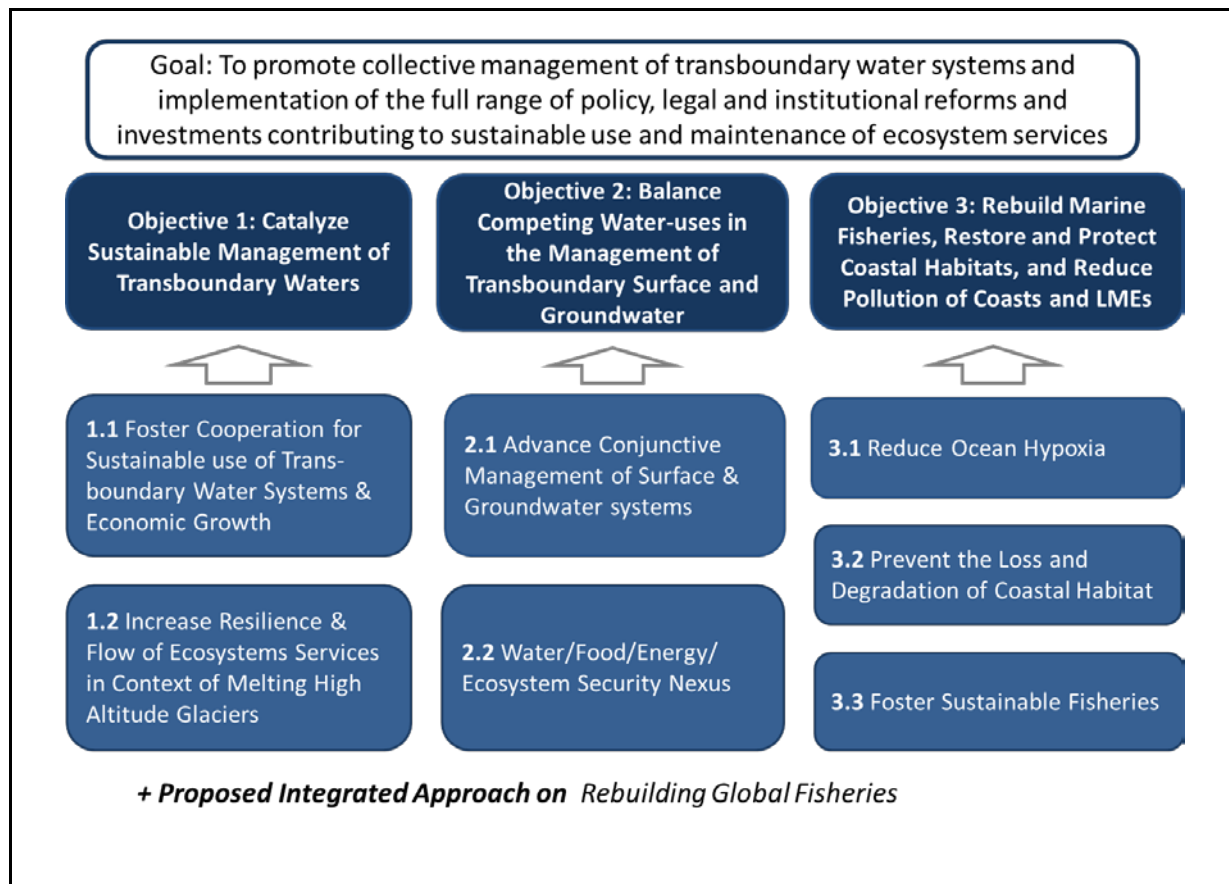 Goal: To promote collective management of transboundary water systems and
implementation of the full range of policy, legal and institutional reforms and
investments contributing to sustainable use and maintenance of ecosystem services
Objective 1: Catalyze
Sustainable Management of
Transboundary Waters
Objective 2: Balance
Competing Water-uses in
the Management of
Transboundary Surface and
Groundwater
Objective 3: Rebuild Marine
Fisheries, Restore and Protect
Coastal Habitats, and Reduce
Pollution of Coasts and LMEs
1.1 Foster Cooperation for
Sustainable use of Trans-
boundary Water Systems &
Economic Growth
1.2 Increase Resilience &
Flow of Ecosystems Services
in Context of Melting High
Altitude Glaciers
2.1 Advance Conjunctive
Management of Surface &
Groundwater systems
2.2 Water/Food/Energy/
Ecosystem Security Nexus
3.1 Reduce Ocean Hypoxia
3.2 Prevent the Loss and
Degradation of Coastal Habitat
3.3 Foster Sustainable Fisheries
+ Proposed Integrated Approach on Rebuilding Global Fisheries